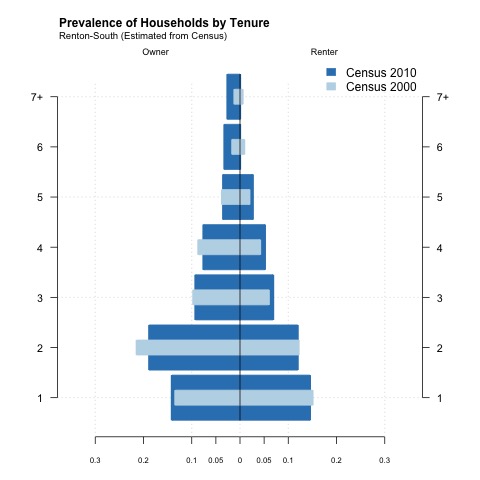 Prevalence of Households by Tenure
Renton-South (Estimated from Census)
Owner Renter
Census 2010
Census 2000
7+ 7+
6 6
5 5
4 4
3 3
2 2
1 1
0.3 0.2 0.1 0.05 0 0.05 0.1 0.2 0.3